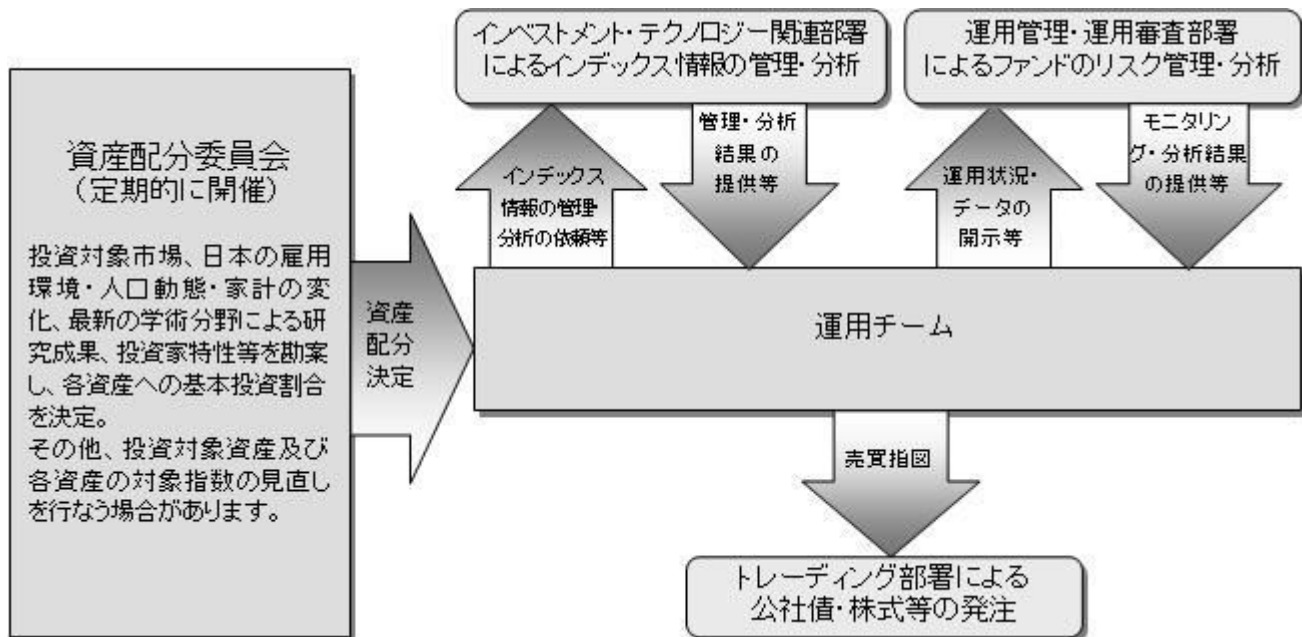 インベストメント・テクノロジー関連部署
によるインデックス情報の管理・分析
運用管理・運用審査部署
によるファンドのリスク管理・分析
資産配分委員会
（定期的に開催）
投資対象市場、日本の雇用
環境・人口動態・家計の変
化、最新の学術分野による研
究成果、投資家特性等を勘案
し、各資産への基本投資割合
を決定。
その他、投資対象資産及び
各資産の対象指数の見直し
を行なう場合があります。
資産
配分
決定
インデックス
情報の管理・
分析の依頼等
管理・分析
結果の
提供等
運用状況・
データの
開示等
モニタリン
グ・分析結果
の提供等
運用チーム
売買指図
トレーディング部署による
公社債・株式等の発注